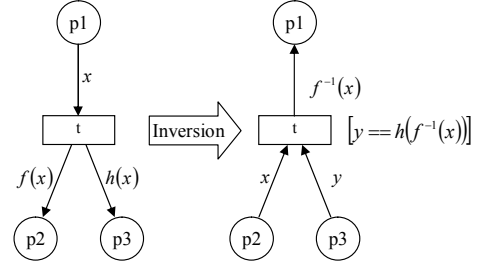 p1
p1
x
f⁻¹(x)
t
Inversion
t
[y == h(f⁻¹(x))]
f(x)
h(x)
x
y
p2
p3
p2
p3